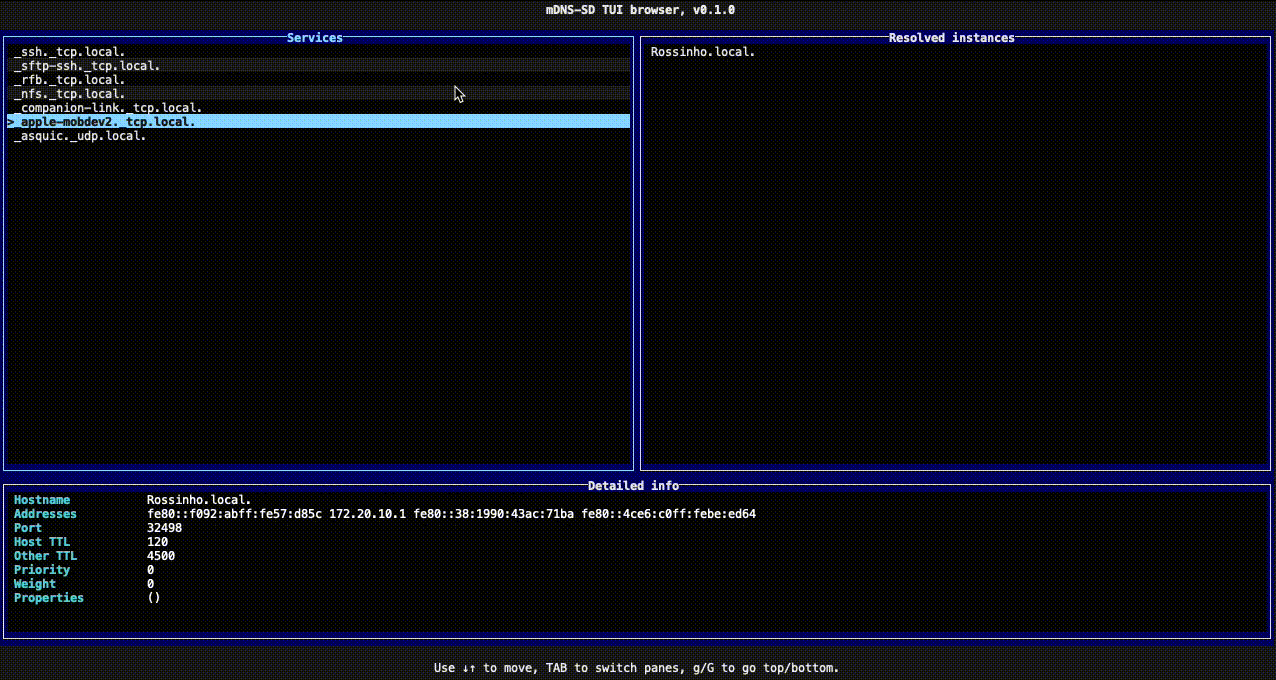 mDNS-SD TUI browser, v0.1.0
Services
_ssh._tcp.local.
_sftp-ssh._tcp.local.
_rfb._tcp.local.
_nfs._tcp.local.
_companion-link._tcp.local.
> _apple-mobdev2._tcp.local.
_asquic._udp.local.
Resolved instances
Rossinho.local.
Detailed info
Hostname Rossinho.local.
Addresses fe80::f092:abff:fe57:d85c 172.20.10.1 fe80::38:1990:43ac:71ba fe80::4ce6:c0ff:febe:ed64
Port 32498
Host TTL 120
Other TTL 4500
Priority 0
Weight 0
Properties ()
Use ↓↑ to move, TAB to switch panes, g/G to go top/bottom.